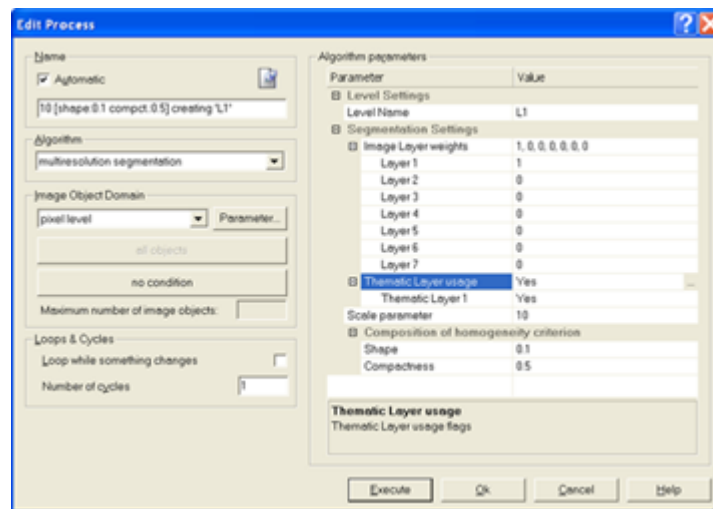 Edit Process
Name
Automatic
10 [shape:0.1 compct.:0.5] creating 'L1'
Algorithm
multiresolution segmentation
Image Object Domain
pixel level
Parameter...
all objects
no condition
Maximum number of image objects:
Loops & Cycles
Loop while something changes
Number of cycles 1
Algorithm parameters
Parameter Value
Level Settings
Level Name L1
Segmentation Settings
Image Layer weights 1, 0, 0, 0, 0, 0, 0
Layer 1 1
Layer 2 0
Layer 3 0
Layer 4 0
Layer 5 0
Layer 6 0
Layer 7 0
Thematic Layer usage Yes ...
Thematic Layer 1 Yes
Scale parameter 10
Composition of homogeneity criterion
Shape 0.1
Compactness 0.5
Thematic Layer usage
Thematic Layer usage flags
Execute Ok Cancel Help